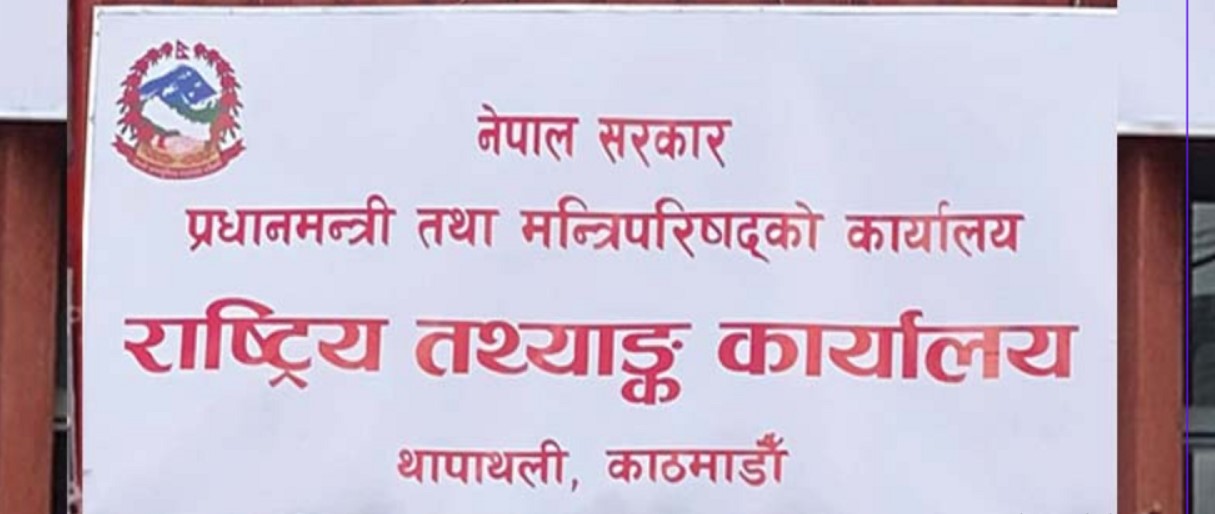 नेपाल सरकार
प्रधानमन्त्री तथा मन्त्रिपरिषद्को कार्यालय
राष्ट्रिय तथ्याङ्क कार्यालय
थापाथली, काठमाडौँ